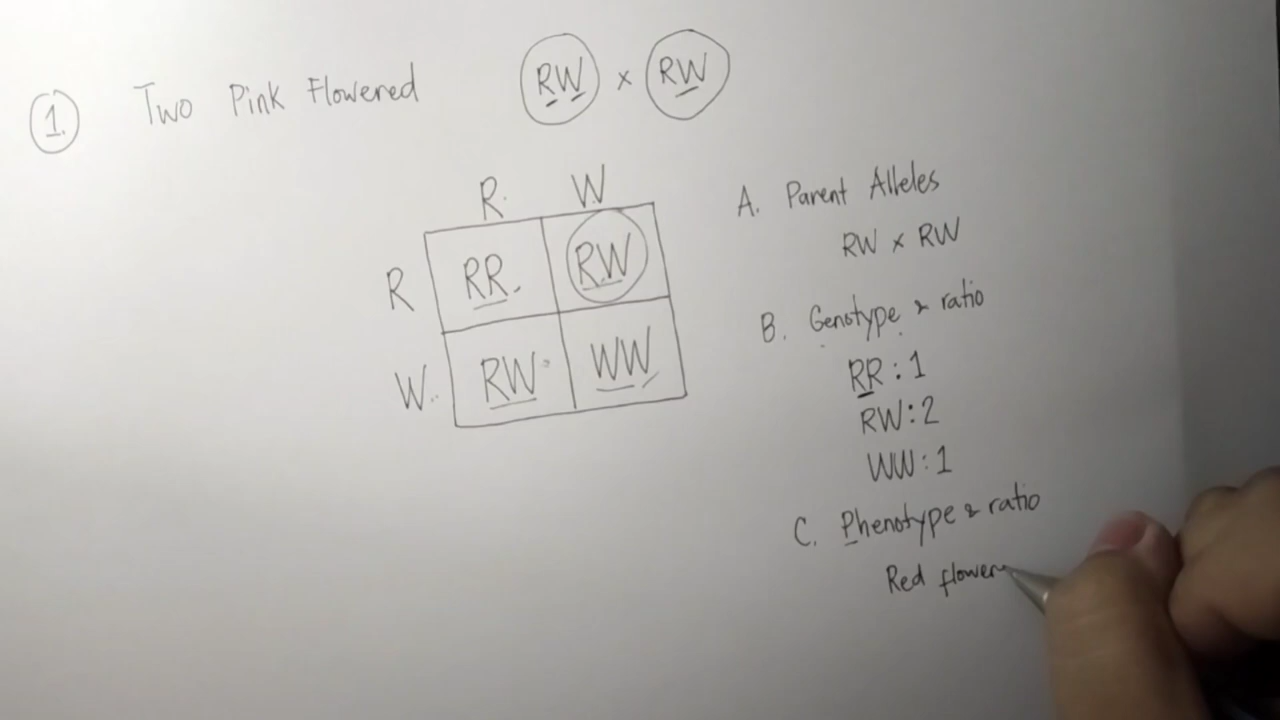 1. Two Pink Flowered RW x RW
R W
R RR RW
W RW WW
A. Parent Alleles
RW x RW
B. Genotype & ratio
RR : 1
RW : 2
WW : 1
C. Phenotype & ratio
Red flower